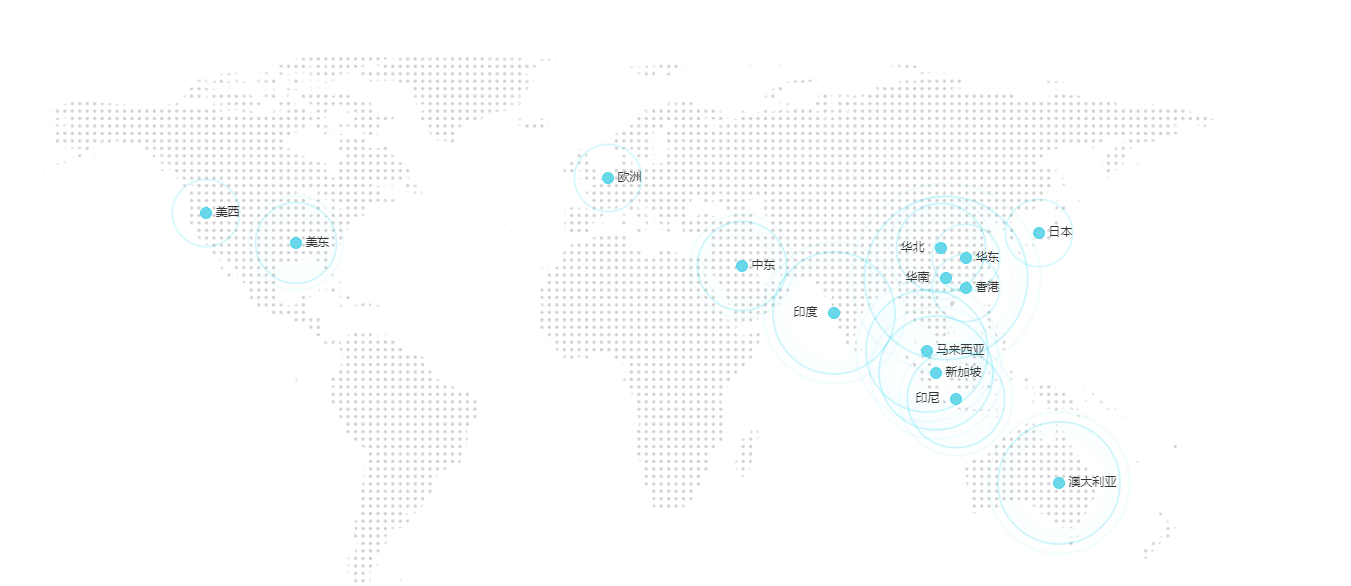 欧洲
美西
日本
美东
华北
华东
中东
华南
香港
印度
马来西亚
新加坡
印尼
澳大利亚